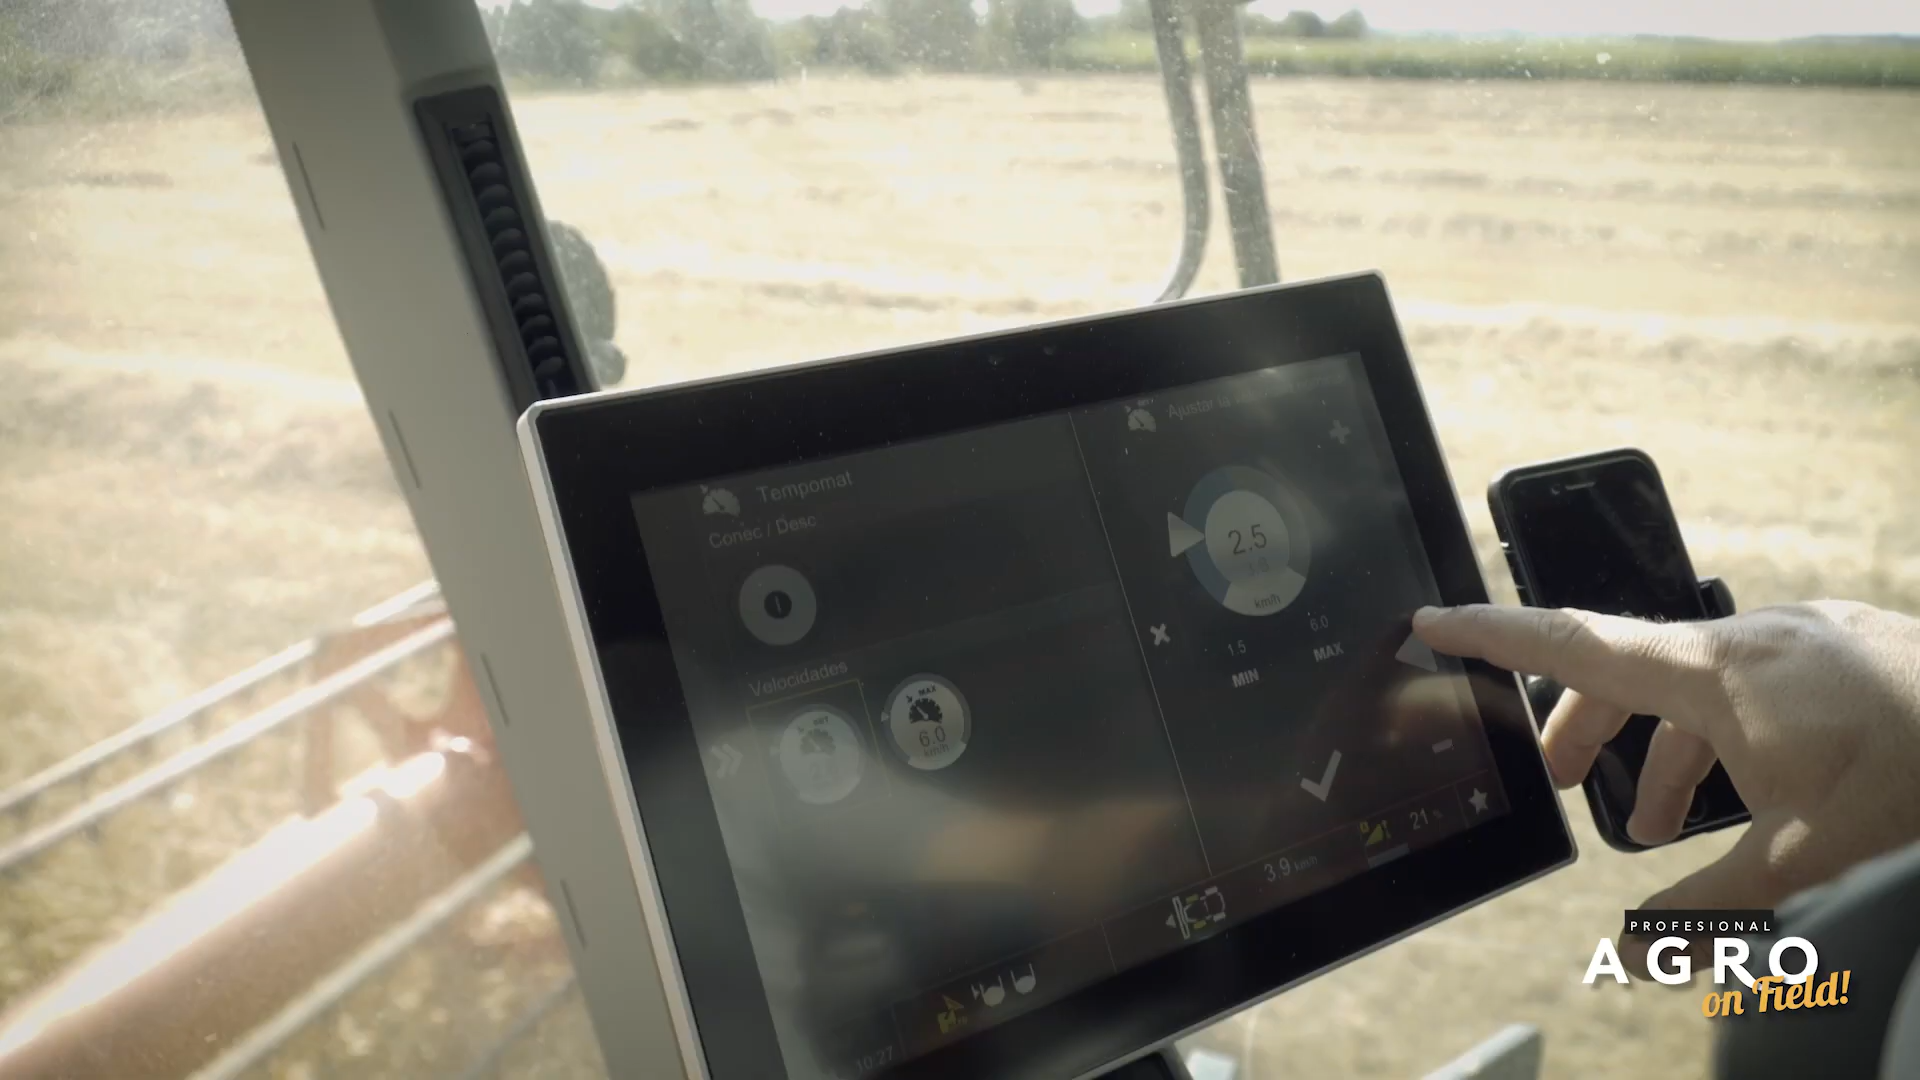 Tempomat
Conec / Desc
Velocidades
MAX
6.0
km/h
Ajustar la
2.5
km/h
1.5
MIN
6.0
MAX
3.9 km/h
21 %
10:27
PROFESIONAL
AGRO
on Field!